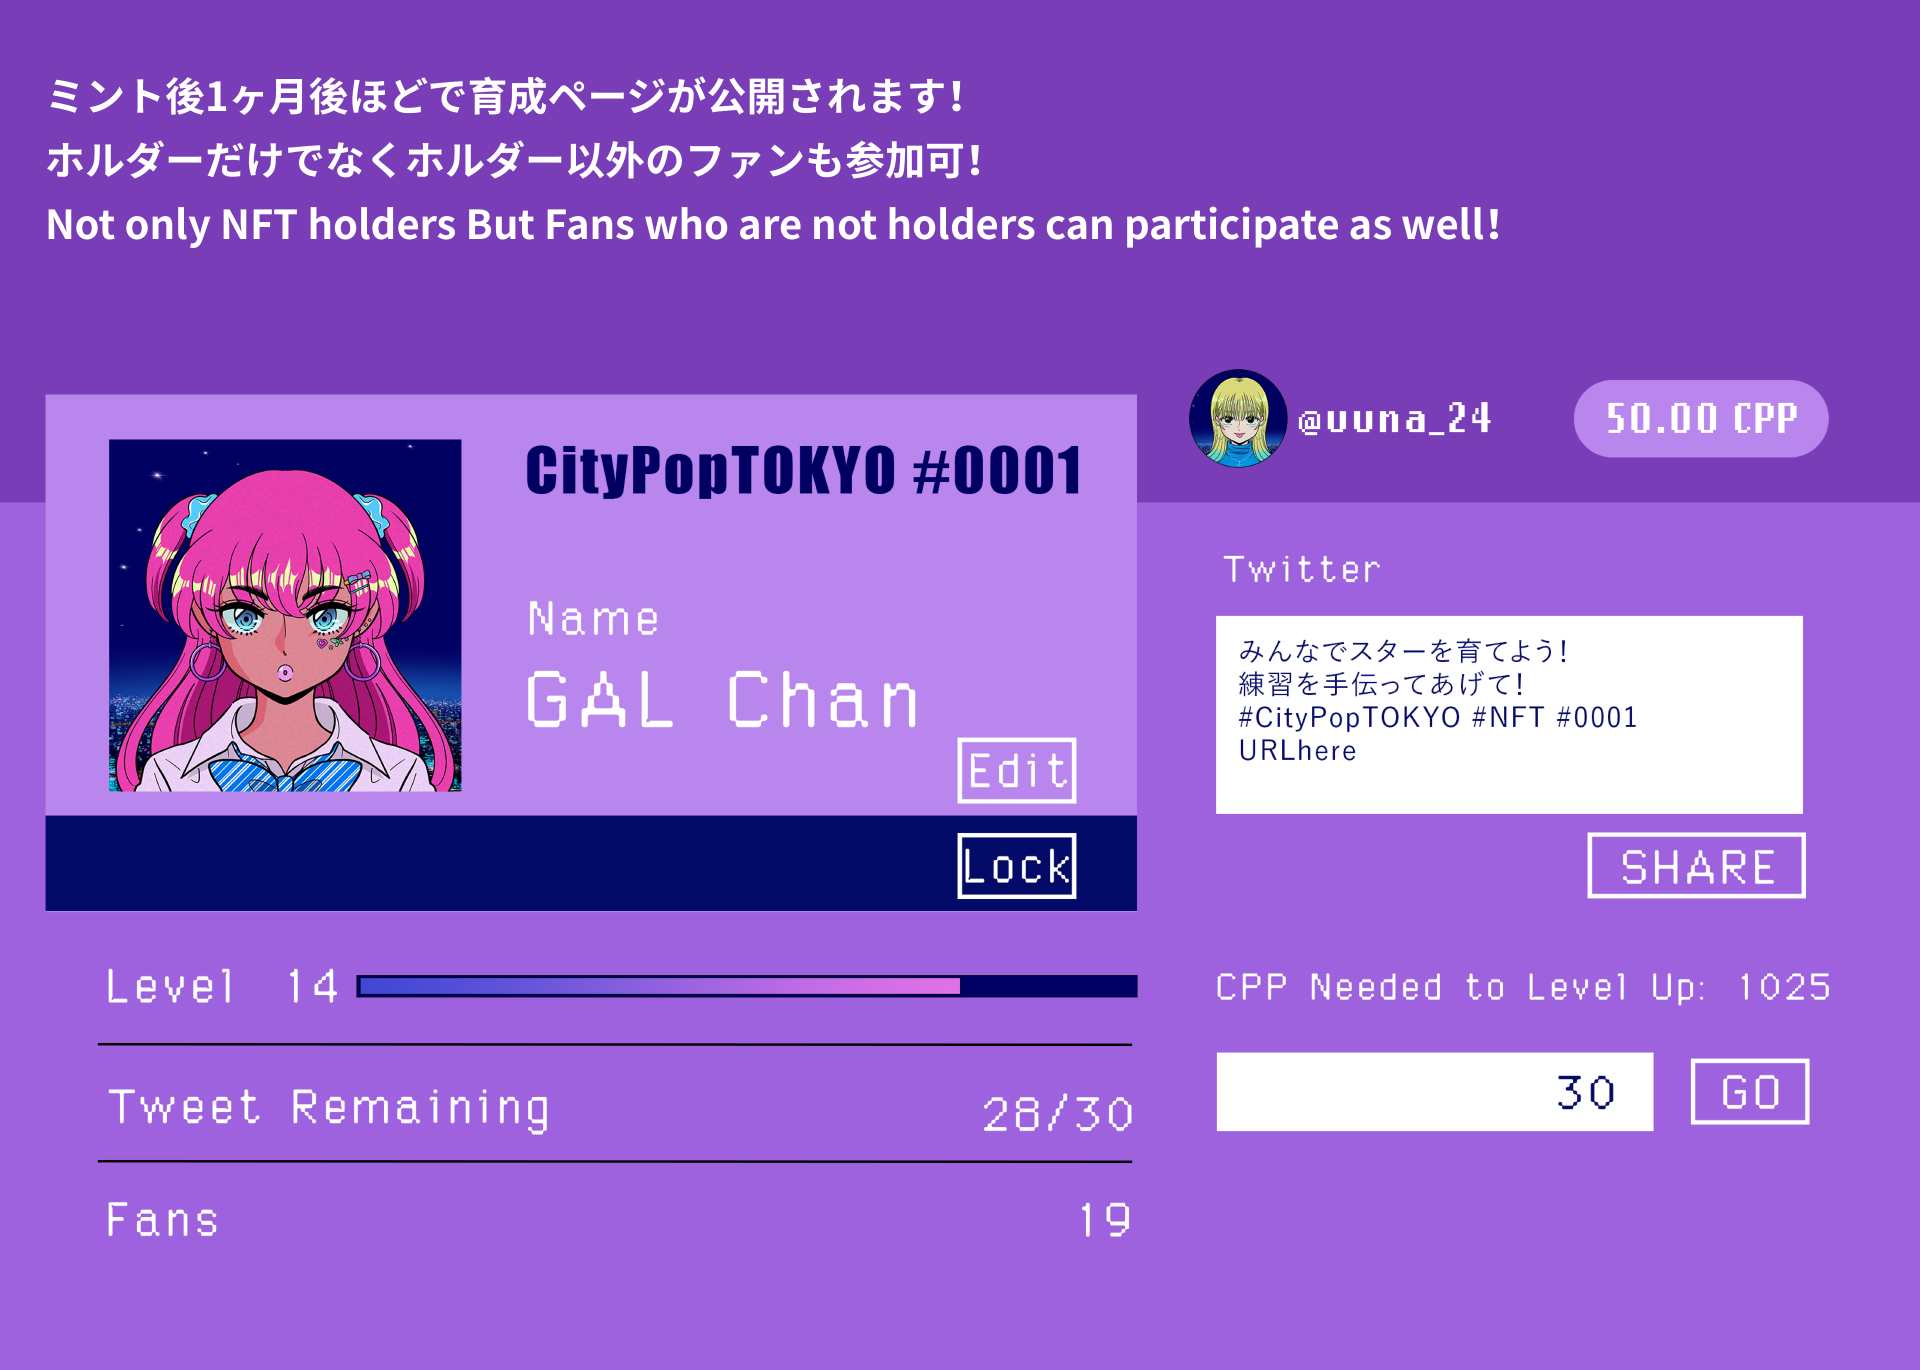 ミント後1ヶ月後ほどで育成ページが公開されます！
ホルダーだけでなくホルダー以外のファンも参加可！
Not only NFT holders But Fans who are not holders can participate as well!
@uuna_24
50.00 CPP
CityPopTOKYO #0001
Name
GAL Chan
Edit
Lock
Level 14
Tweet Remaining 28/30
Fans 19
Twitter
みんなでスターを育てよう！
練習を手伝ってあげて！
#CityPopTOKYO #NFT #0001
URLhere
SHARE
CPP Needed to Level Up: 1025
30
GO